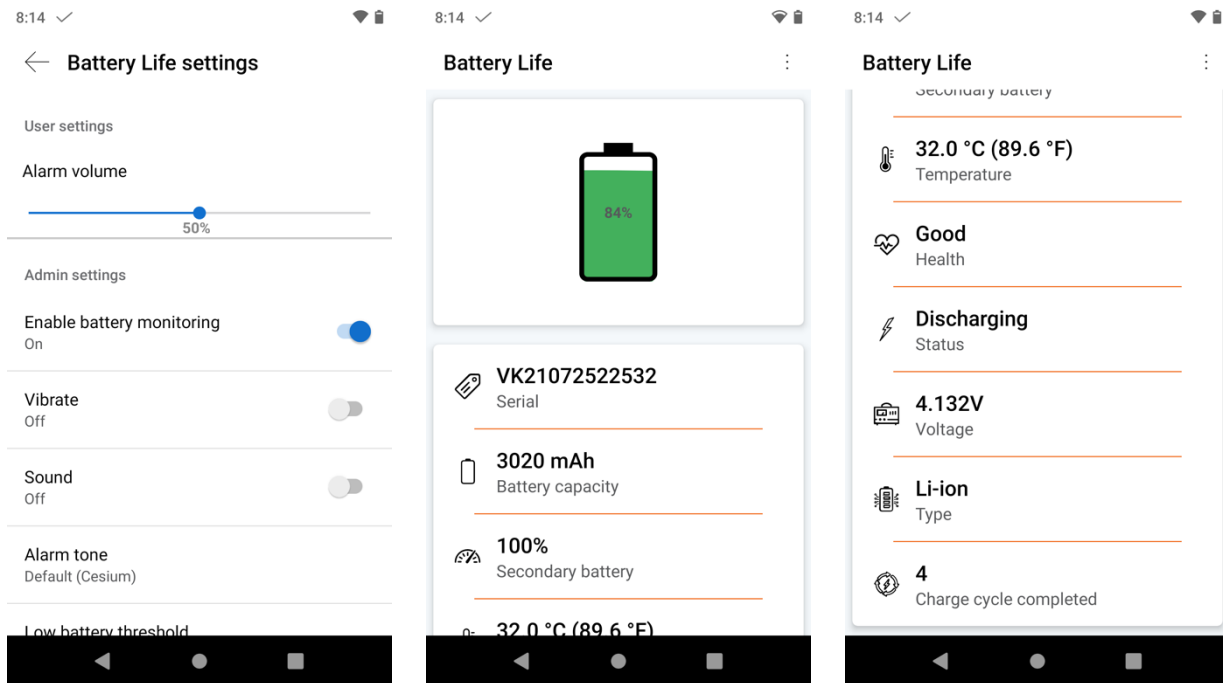 8:14
Battery Life settings
User settings
Alarm volume
50%
Admin settings
Enable battery monitoring
On
Vibrate
Off
Sound
Off
Alarm tone
Default (Cesium)
Low battery threshold
8:14
Battery Life
84%
VK21072522532
Serial
3020 mAh
Battery capacity
100%
Secondary battery
32.0 °C (89.6 °F)
8:14
Battery Life
Secondary battery
32.0 °C (89.6 °F)
Temperature
Good
Health
Discharging
Status
4.132V
Voltage
Li-ion
Type
4
Charge cycle completed